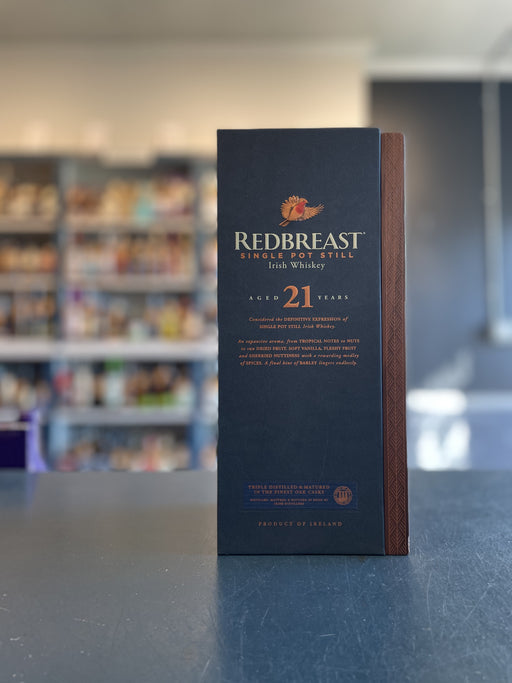 REDBREAST
SINGLE POT STILL
Irish Whiskey
AGED 21 YEARS
Considered the DEFINITIVE EXPRESSION of
SINGLE POT STILL Irish Whiskey.
An expansive aroma, from TROPICAL NOTES to NUTS
to rich DRIED FRUIT. SOFT VANILLA, FLESHY FRUIT
and SHERRIED NUTTINESS with a rewarding medley
of SPICES. A final hint of BARLEY lingers endlessly.
TRIPLE DISTILLED & MATURED
IN THE FINEST OAK CASKS
PRODUCT OF IRELAND